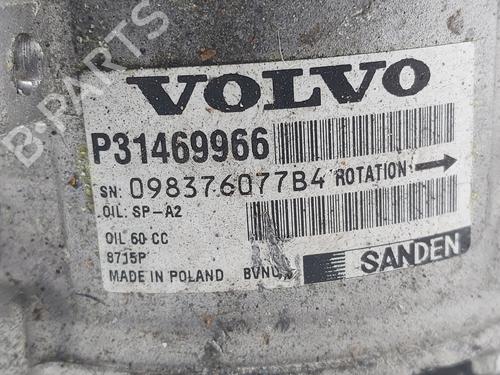 B-PARTS
VOLVO
P31469966
SN: 098376077B4 ROTATION
OIL: SP-A2
OIL 60 CC
8715P
MADE IN POLAND
SANDEN